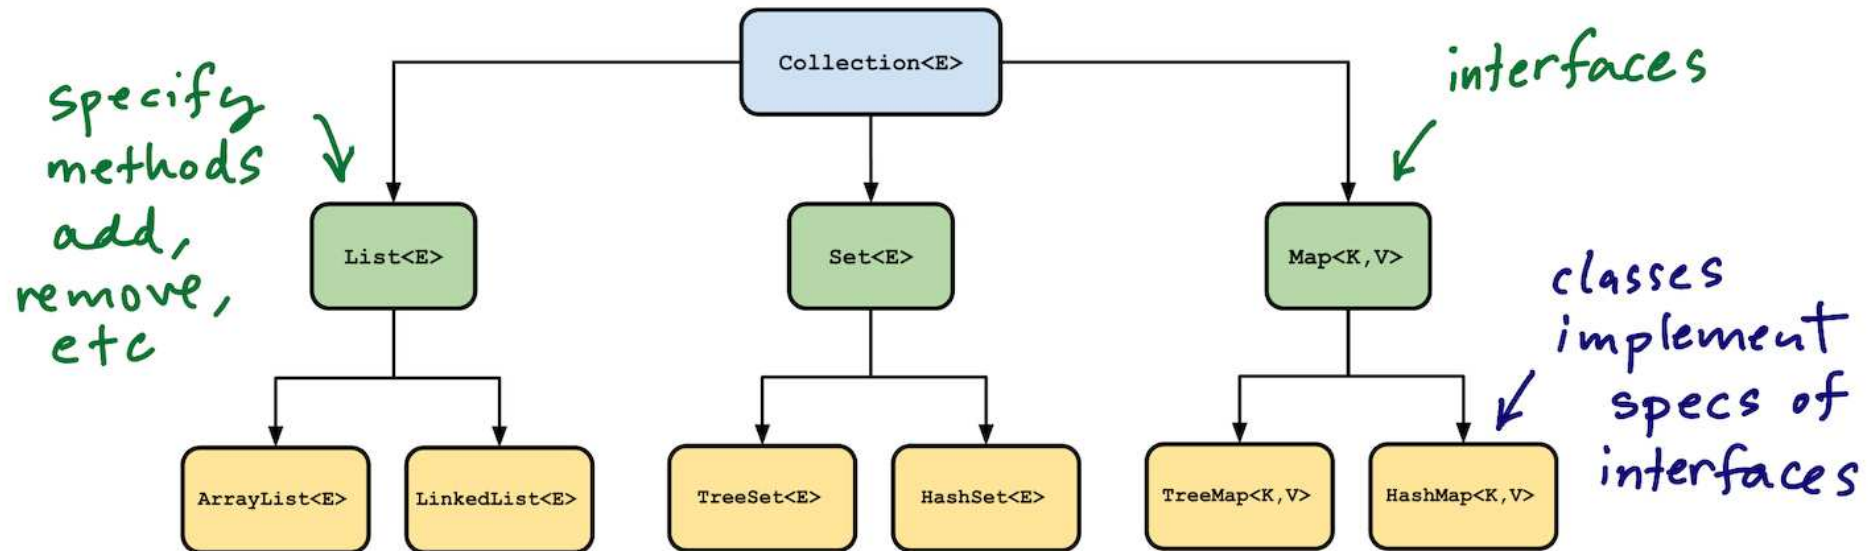 Collection<E>
interfaces
specify
methods
add,
remove,
etc
List<E>
Set<E>
Map<K,V>
classes
implement
specs of
interfaces
ArrayList<E>
LinkedList<E>
TreeSet<E>
HashSet<E>
TreeMap<K,V>
HashMap<K,V>